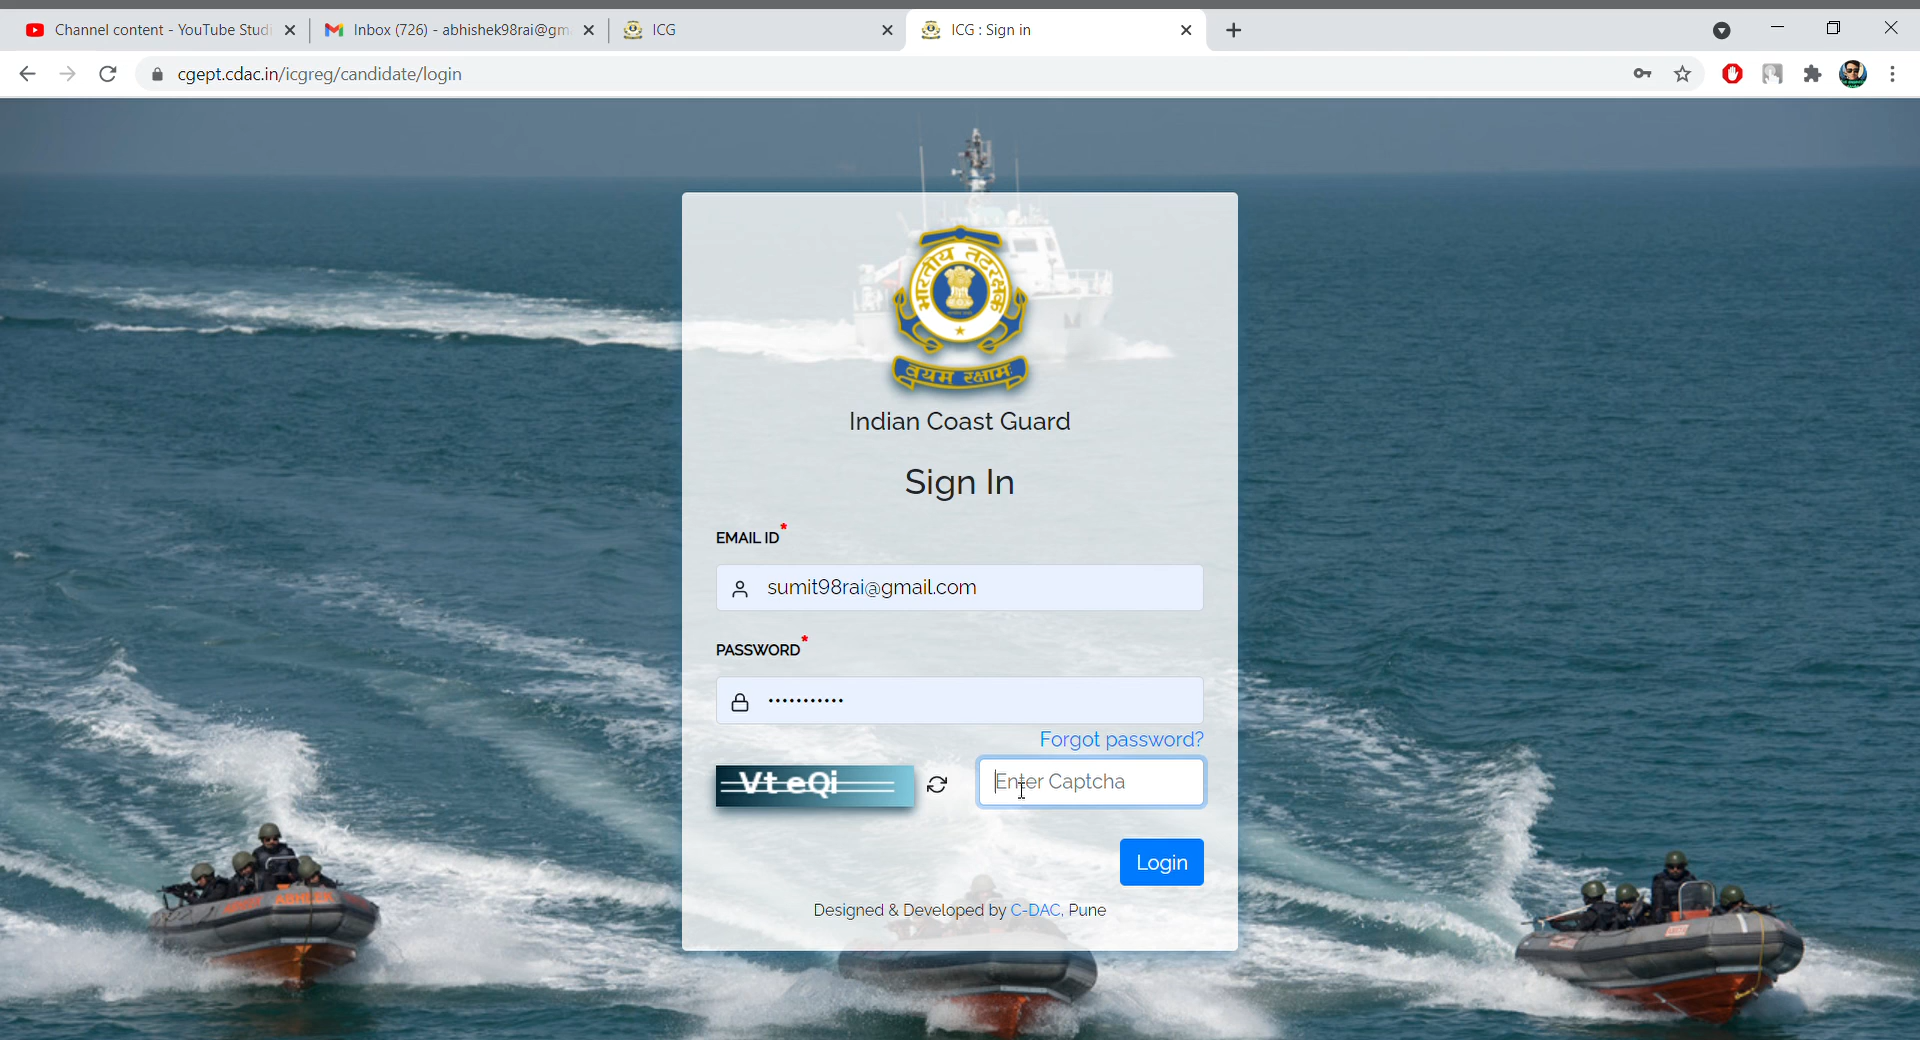 Channel content - YouTube Studi
Inbox (726) - abhishek98rai@gm
ICG
ICG : Sign in
cgept.cdac.in/icgreg/candidate/login
भारतीय तटरक्षक
वयम रक्षामः
Indian Coast Guard
Sign In
EMAIL ID*
sumit98rai@gmail.com
PASSWORD*
•••••••••••
Forgot password?
Vt eQi
Enter Captcha
Login
Designed & Developed by C-DAC, Pune